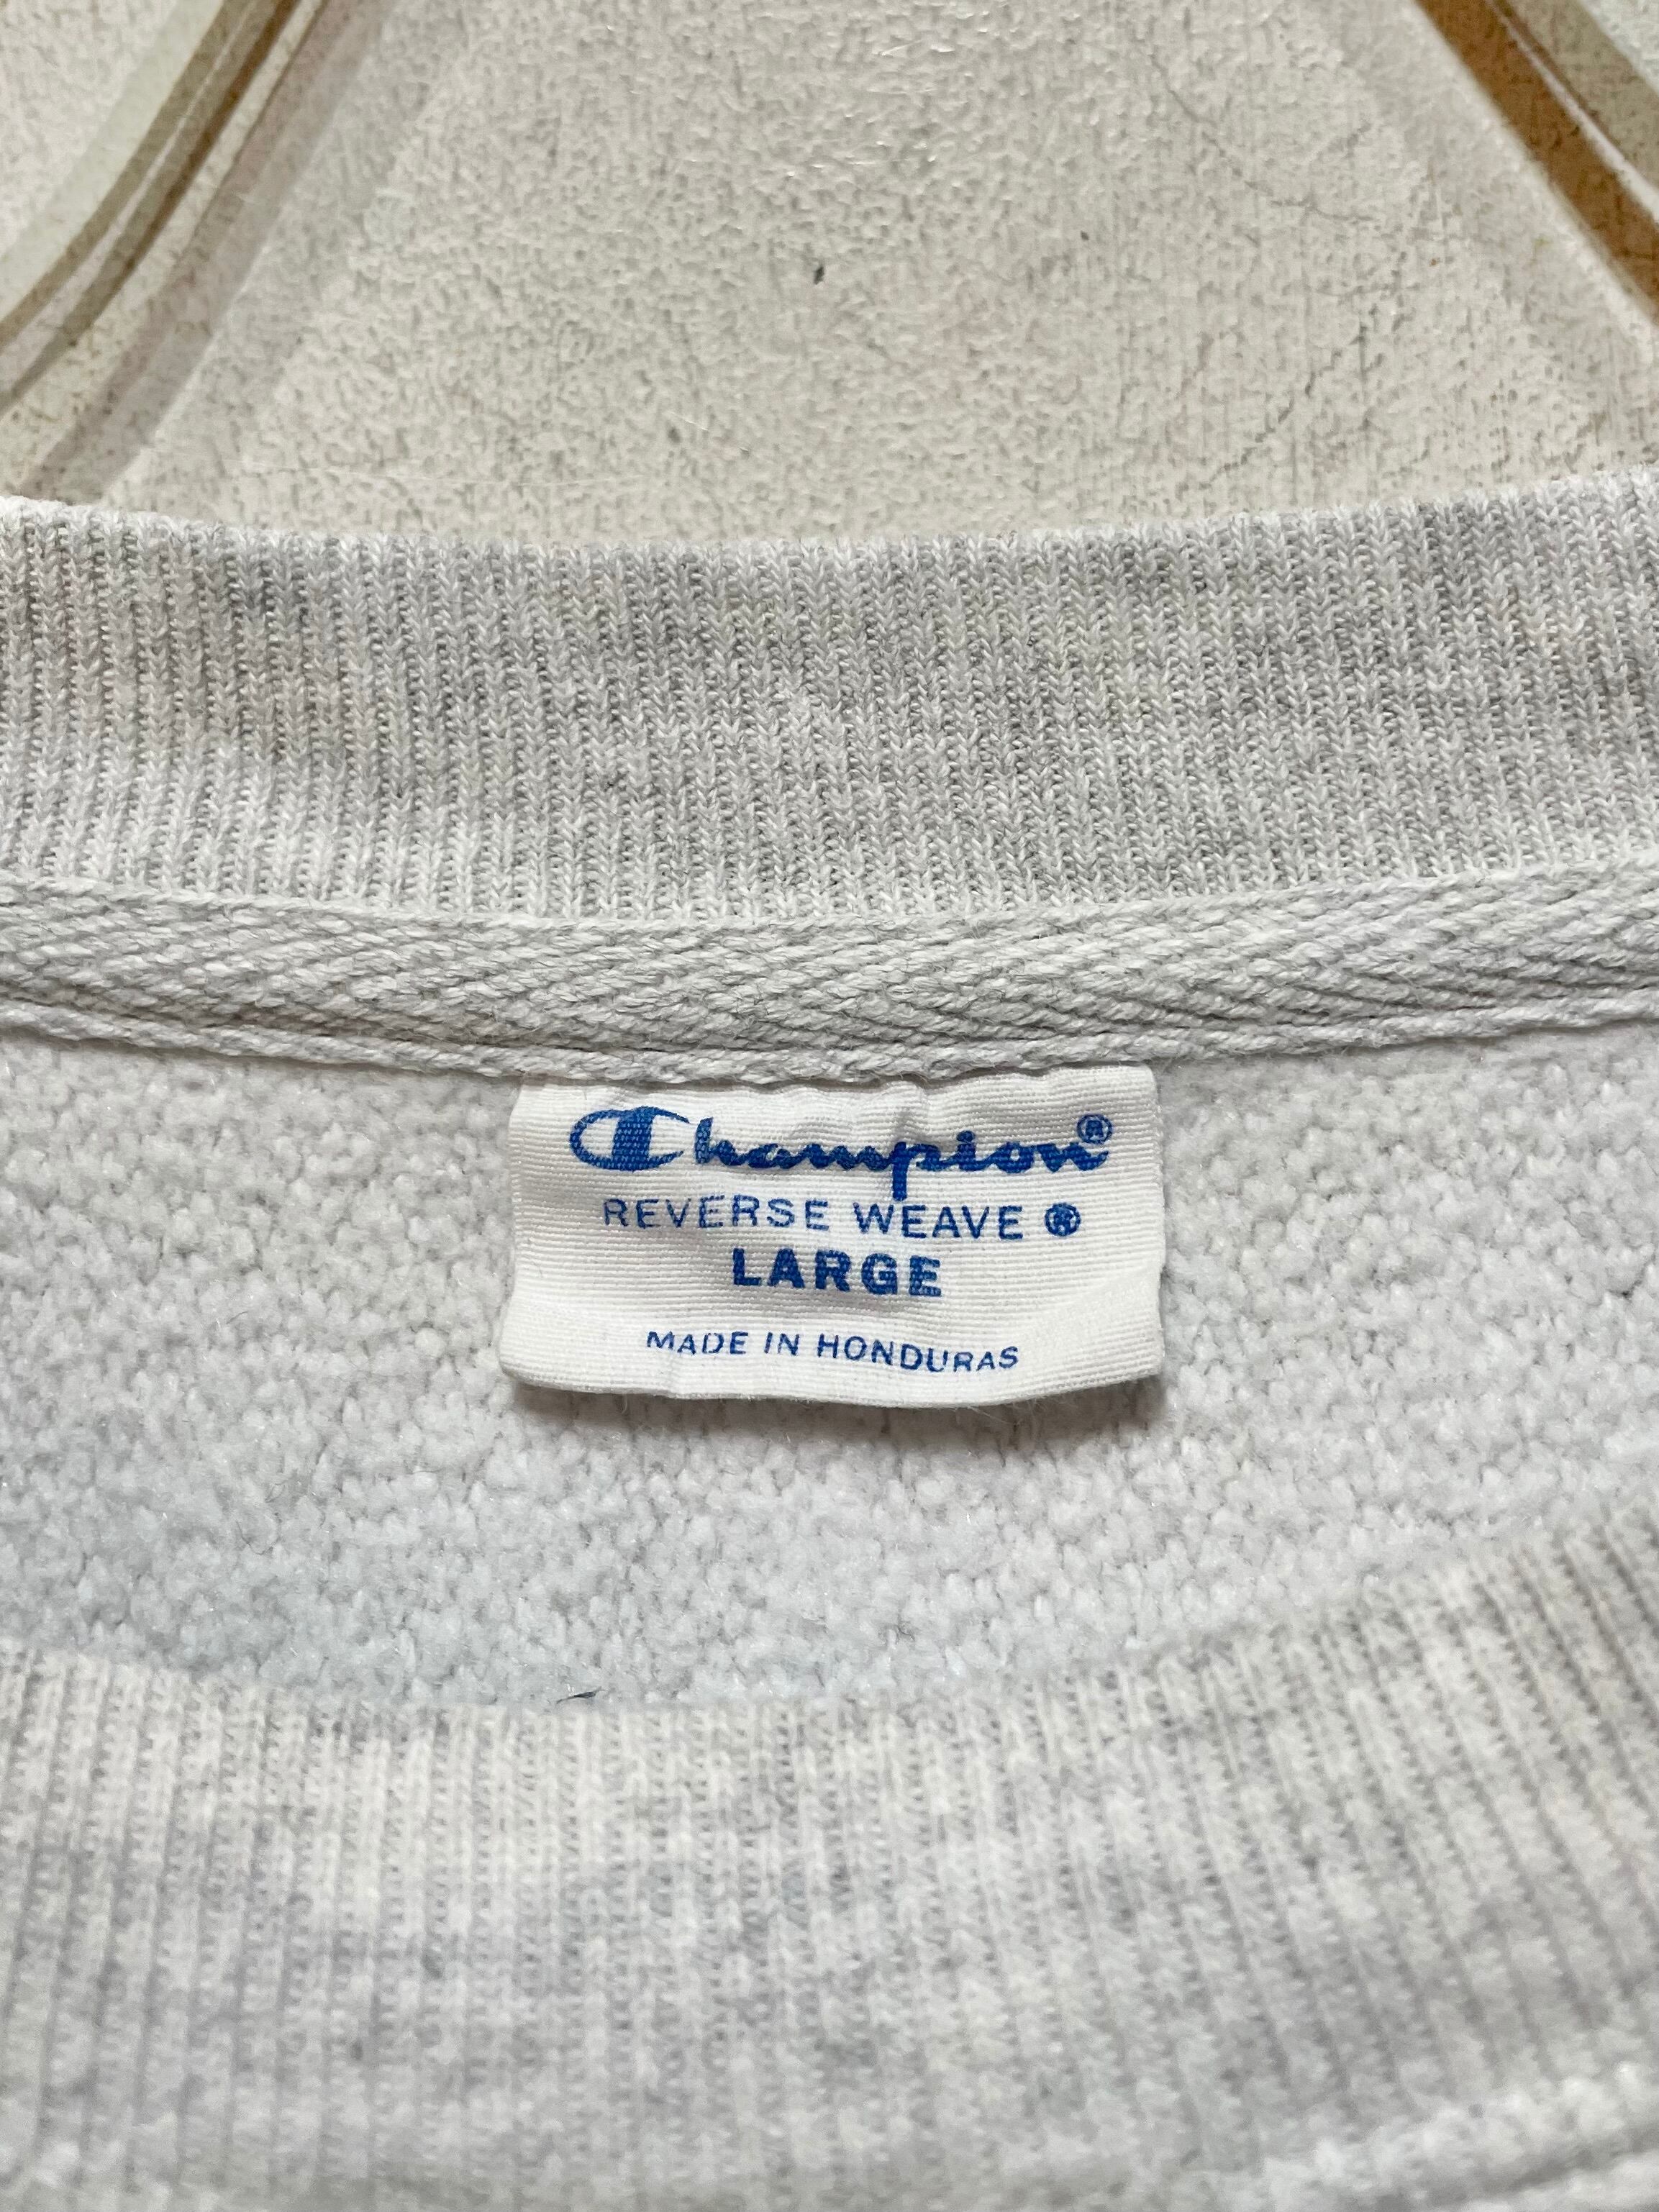 Champion®
REVERSE WEAVE ®
LARGE
MADE IN HONDURAS